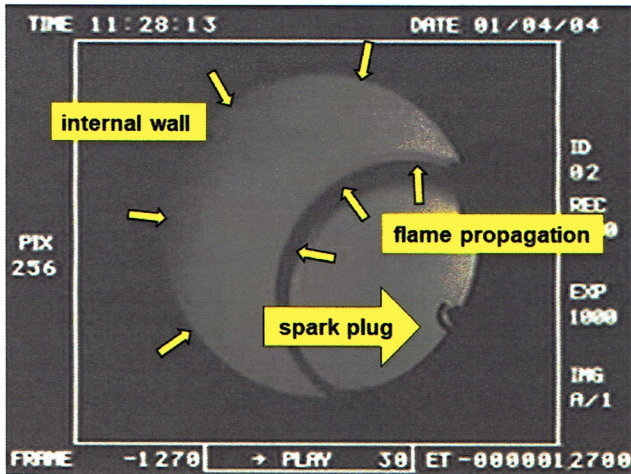 TIME 11:28:13
DATE 01/04/04
internal wall
ID
02
REC
flame propagation
PIX
256
EXP
1000
spark plug
IMG
A/1
FRAME -1270
→ PLAY 30
ET -0000012700